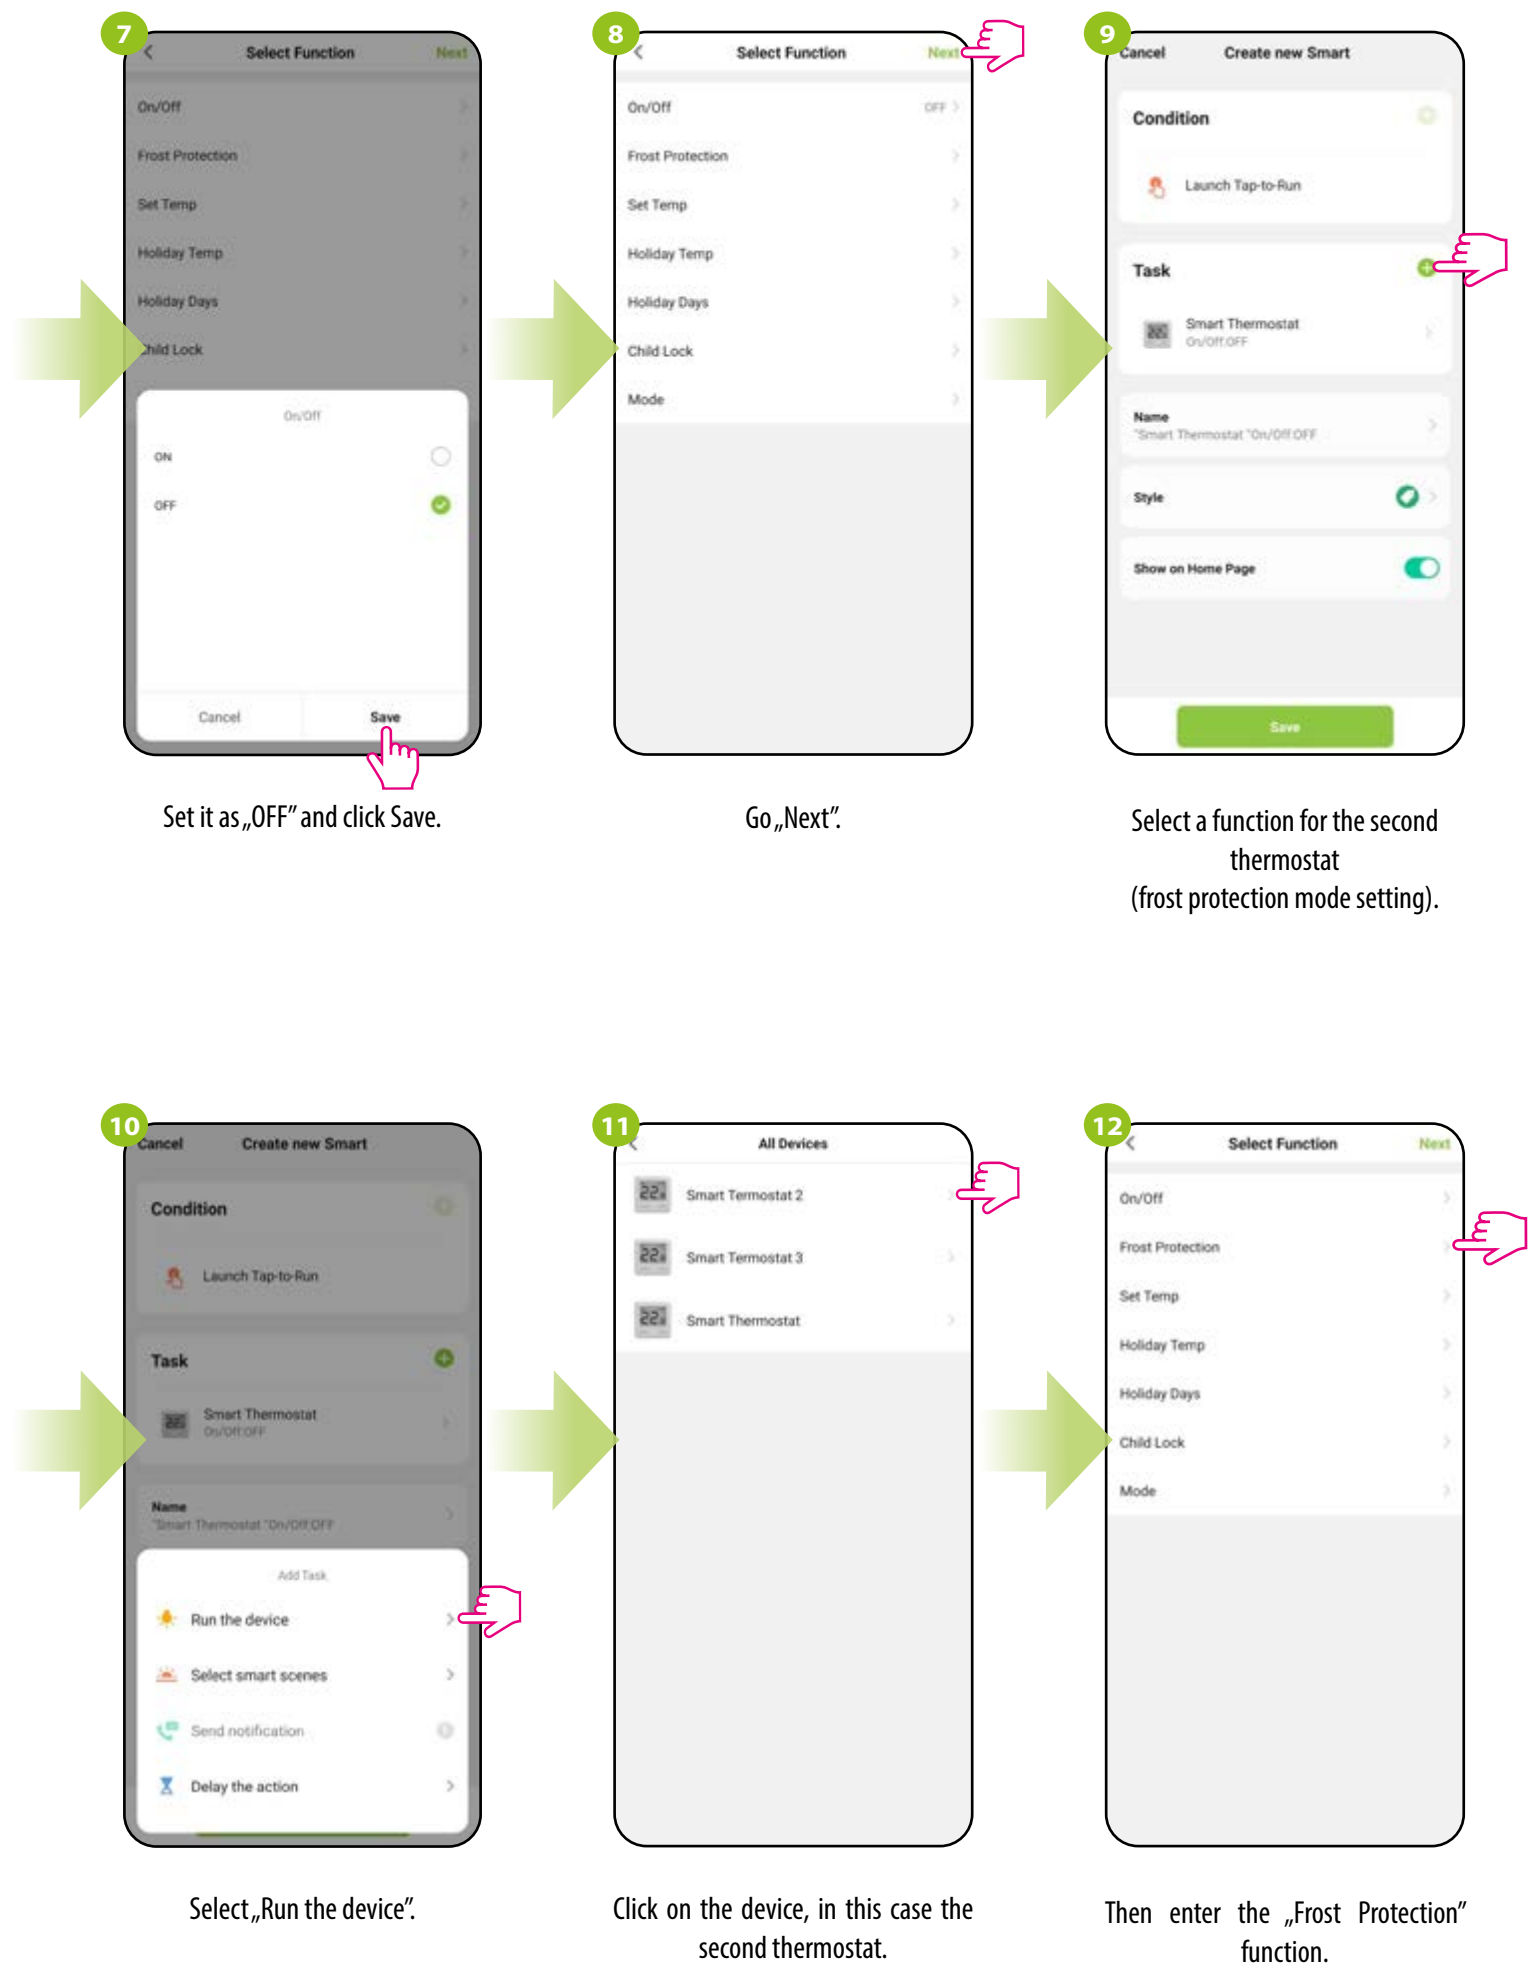 7
Select Function
Next
On/Off
Frost Protection
Set Temp
Holiday Temp
Holiday Days
Child Lock
On/Off
ON
OFF
Cancel
Save
Set it as „OFF” and click Save.
8
Select Function
Next
On/Off
OFF
Frost Protection
Set Temp
Holiday Temp
Holiday Days
Child Lock
Mode
Go „Next”.
9
Cancel
Create new Smart
Condition
Launch Tap-to-Run
Task
Smart Thermostat
On/Off:OFF
Name
"Smart Thermostat "On/Off:OFF
Style
Show on Home Page
Save
Select a function for the second
thermostat
(frost protection mode setting).
10
Cancel
Create new Smart
Condition
Launch Tap-to-Run
Task
Smart Thermostat
On/Off:OFF
Name
"Smart Thermostat "On/Off:OFF
Add Task
Run the device
Select smart scenes
Send notification
Delay the action
Select „Run the device”.
11
All Devices
Smart Termostat 2
Smart Termostat 3
Smart Thermostat
Click on the device, in this case the
second thermostat.
12
Select Function
Next
On/Off
Frost Protection
Set Temp
Holiday Temp
Holiday Days
Child Lock
Mode
Then enter the „Frost Protection”
function.